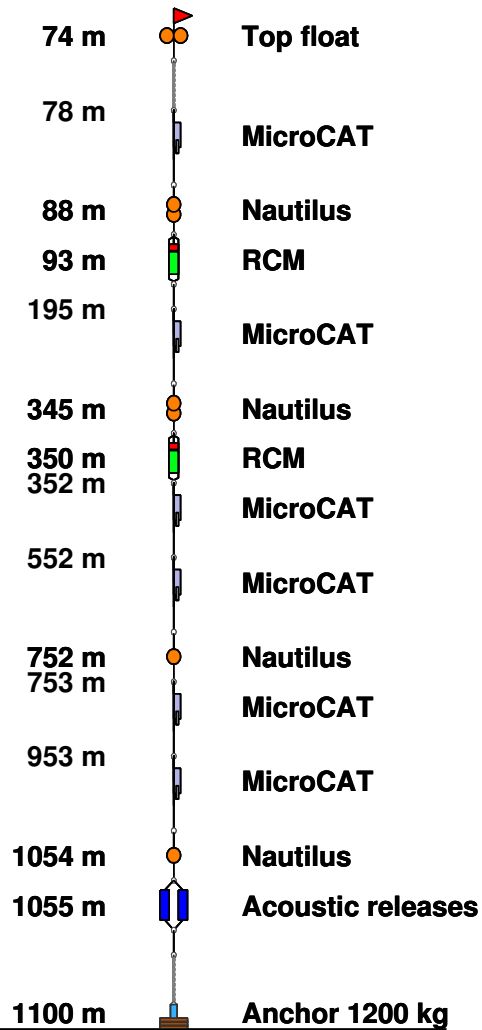 74 m Top float
78 m
MicroCAT
88 m Nautilus
93 m RCM
195 m
MicroCAT
345 m Nautilus
350 m RCM
352 m
MicroCAT
552 m
MicroCAT
752 m Nautilus
753 m
MicroCAT
953 m
MicroCAT
1054 m Nautilus
1055 m Acoustic releases
1100 m Anchor 1200 kg